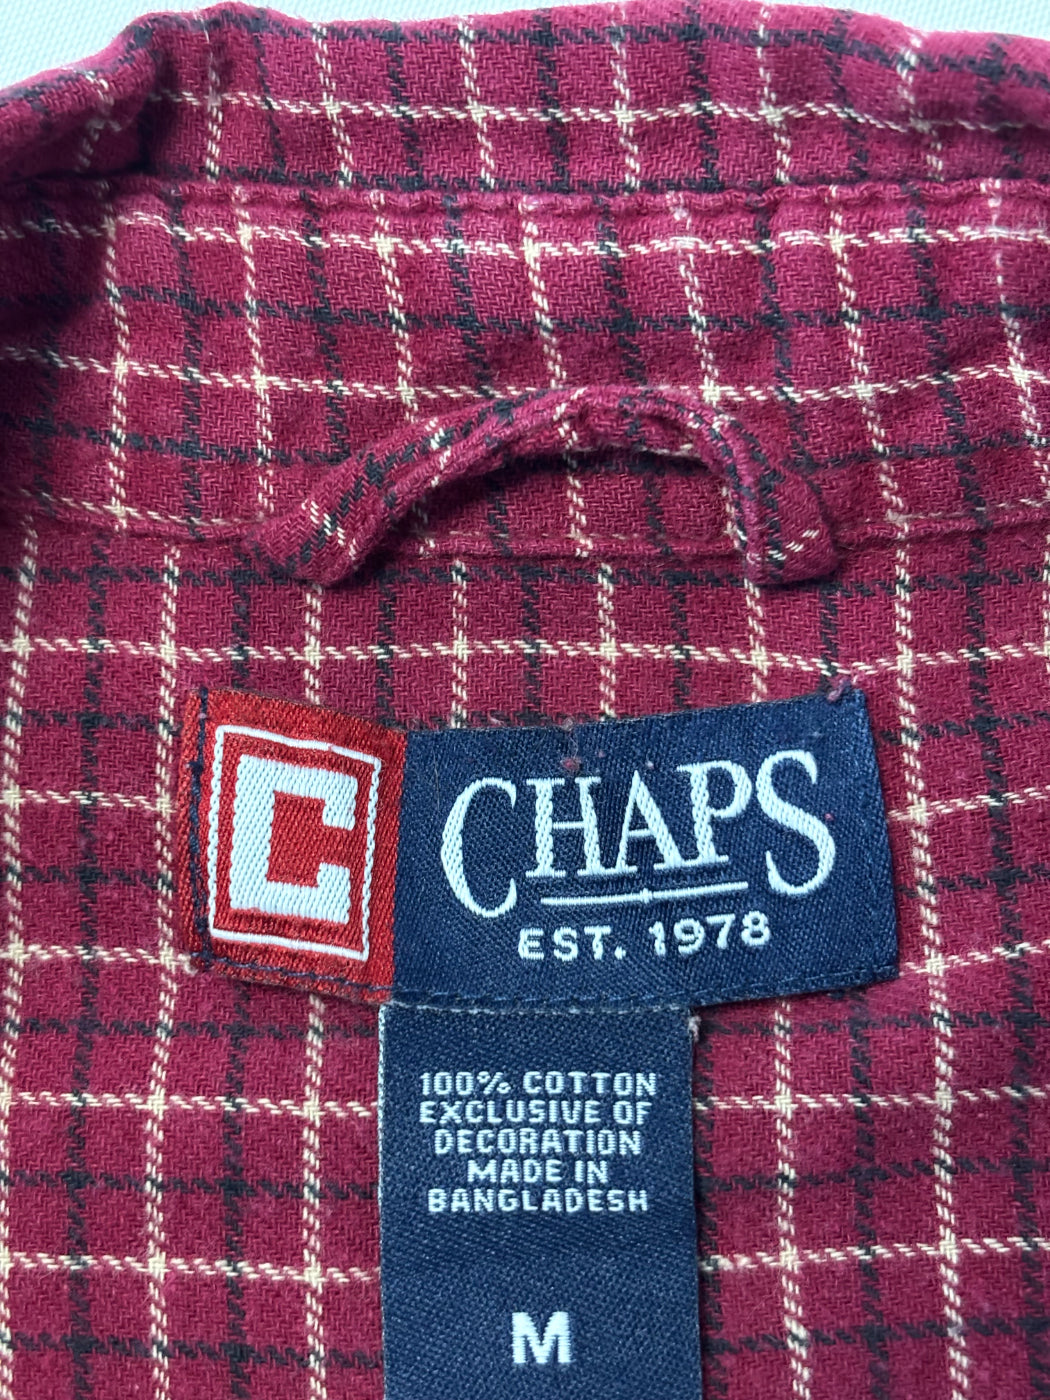 C
CHAPS
EST. 1978
100% COTTON
EXCLUSIVE OF
DECORATION
MADE IN
BANGLADESH
M